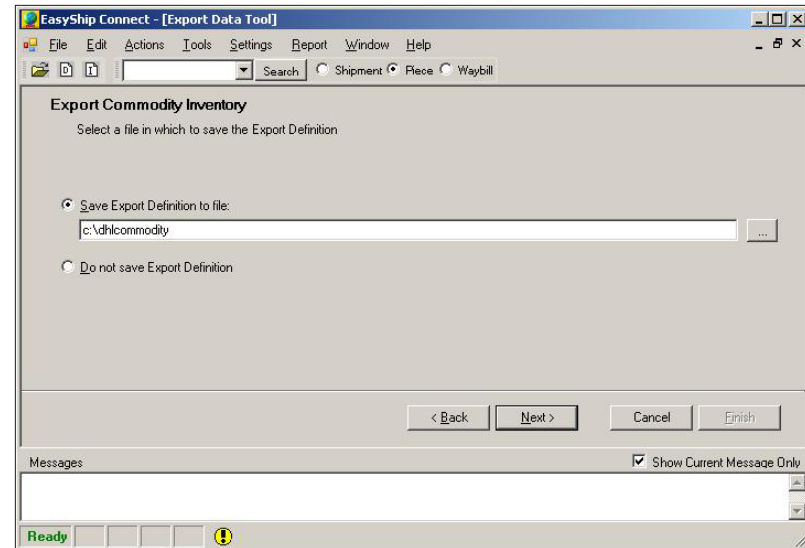 EasyShip Connect - [Export Data Tool]
File Edit Actions Tools Settings Report Window Help
D I Search Shipment Piece Waybill
Export Commodity Inventory
Select a file in which to save the Export Definition
Save Export Definition to file:
c:\dhlcommodity
...
Do not save Export Definition
< Back Next > Cancel Finish
Messages Show Current Message Only
Ready